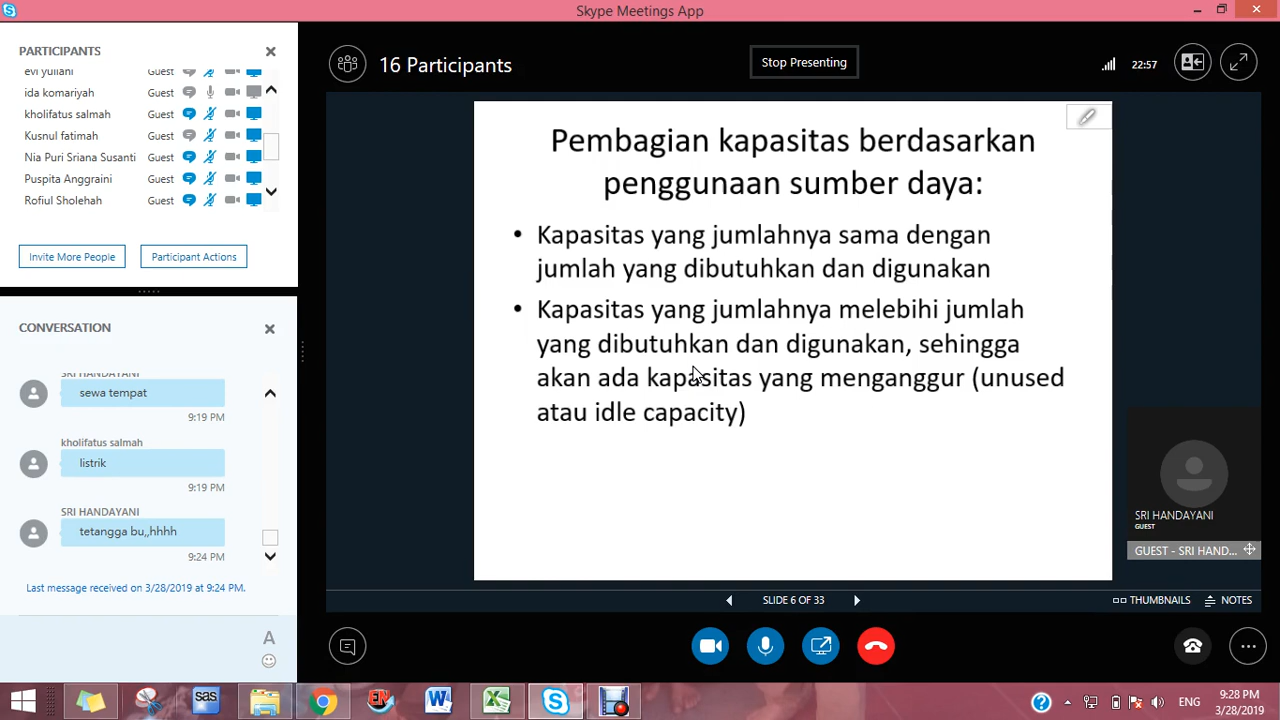 Skype Meetings App
PARTICIPANTS
evi yuliani Guest
ida komariyah Guest
kholifatus salmah Guest
Kusnul fatimah Guest
Nia Puri Sriana Susanti Guest
Puspita Anggraini Guest
Rofiul Sholehah Guest
Invite More People
Participant Actions
CONVERSATION
SRI HANDAYANI
sewa tempat
9:19 PM
kholifatus salmah
listrik
9:19 PM
SRI HANDAYANI
tetangga bu,,hhhh
9:24 PM
Last message received on 3/28/2019 at 9:24 PM.
A
16 Participants
Stop Presenting
22:57
Pembagian kapasitas berdasarkan
penggunaan sumber daya:
• Kapasitas yang jumlahnya sama dengan
jumlah yang dibutuhkan dan digunakan
• Kapasitas yang jumlahnya melebihi jumlah
yang dibutuhkan dan digunakan, sehingga
akan ada kapasitas yang menganggur (unused
atau idle capacity)
SRI HANDAYANI
GUEST
GUEST - SRI HAND...
SLIDE 6 OF 33
THUMBNAILS
NOTES
sas
ENG
9:28 PM
3/28/2019